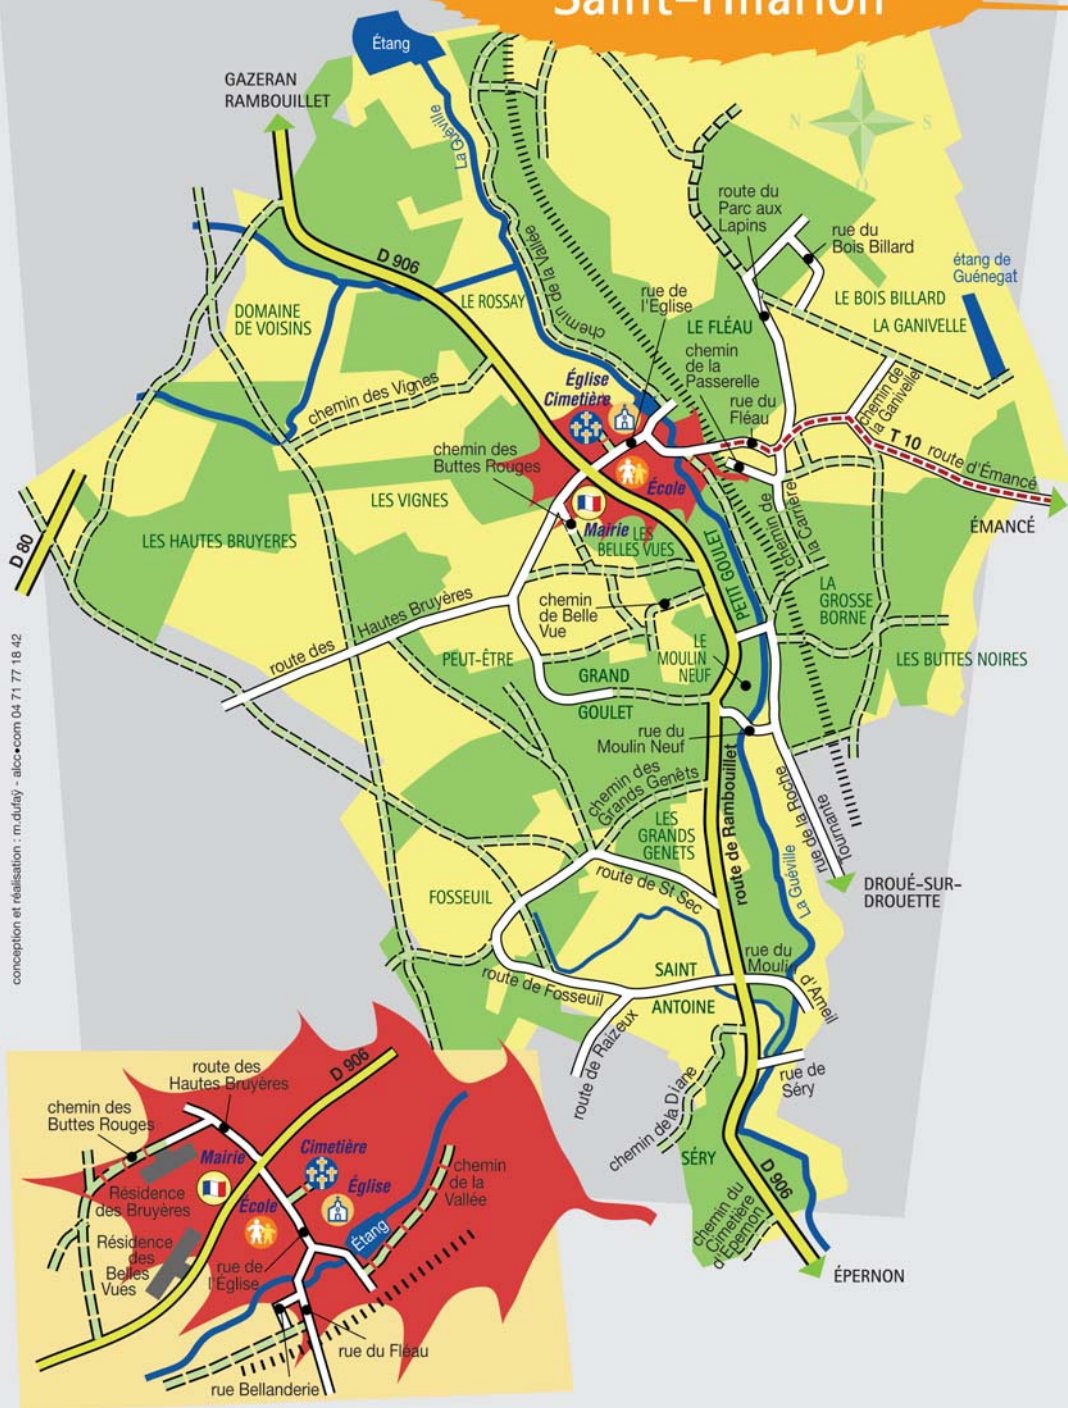 Saint-Hilarion
Étang
GAZERAN
RAMBOUILLET
La Guéville
E
N
S
O
route du
Parc aux
Lapins
rue du
Bois Billard
D 906
chemin de la Vallée
étang de
Guénegat
LE ROSSAY
rue de
l'Eglise
LE BOIS BILLARD
DOMAINE
DE VOISINS
LE FLÉAU
LA GANIVELLE
chemin
de la
Passerelle
Église
Cimetière
chemin des Vignes
rue du
Fléau
chemin de
la Ganivelle
chemin des
Buttes Rouges
T 10 route d'Émancé
LES VIGNES
École
ÉMANCÉ
Mairie
LES
BELLES VUES
LES HAUTES BRUYERES
D 80
chemin de
la Carrière
PETIT GOULET
LA
GROSSE
BORNE
chemin
de Belle
Vue
route des Hautes Bruyères
LE
MOULIN
NEUF
PEUT-ÊTRE
LES BUTTES NOIRES
GRAND
GOULET
rue du
Moulin Neuf
chemin des
Grands Genêts
route de Rambouillet
rue de la Roche
Tournante
LES
GRANDS
GENETS
conception et réalisation : m.dufaÿ - alcc•com 04 71 77 18 42
route de St Sec
La Guéville
DROUÉ-SUR-
DROUETTE
FOSSEUIL
rue du
Moulin
d'Ameil
SAINT
ANTOINE
route de Fosseuil
route de Raizeux
rue de
Séry
chemin de la Diane
SÉRY
D 906
chemin du
Cimetière
d'Épernon
ÉPERNON
route des
Hautes Bruyères
D 906
chemin des
Buttes Rouges
Mairie
Cimetière
chemin
de la
Vallée
Résidence
des Bruyères
École
Église
Résidence
des
Belles
Vues
Étang
rue de
l'Église
rue du Fléau
rue Bellanderie